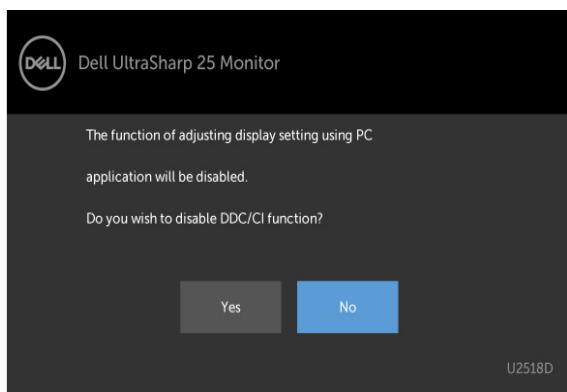 DELL
Dell UltraSharp 25 Monitor
The function of adjusting display setting using PC
application will be disabled.
Do you wish to disable DDC/CI function?
Yes
No
U2518D